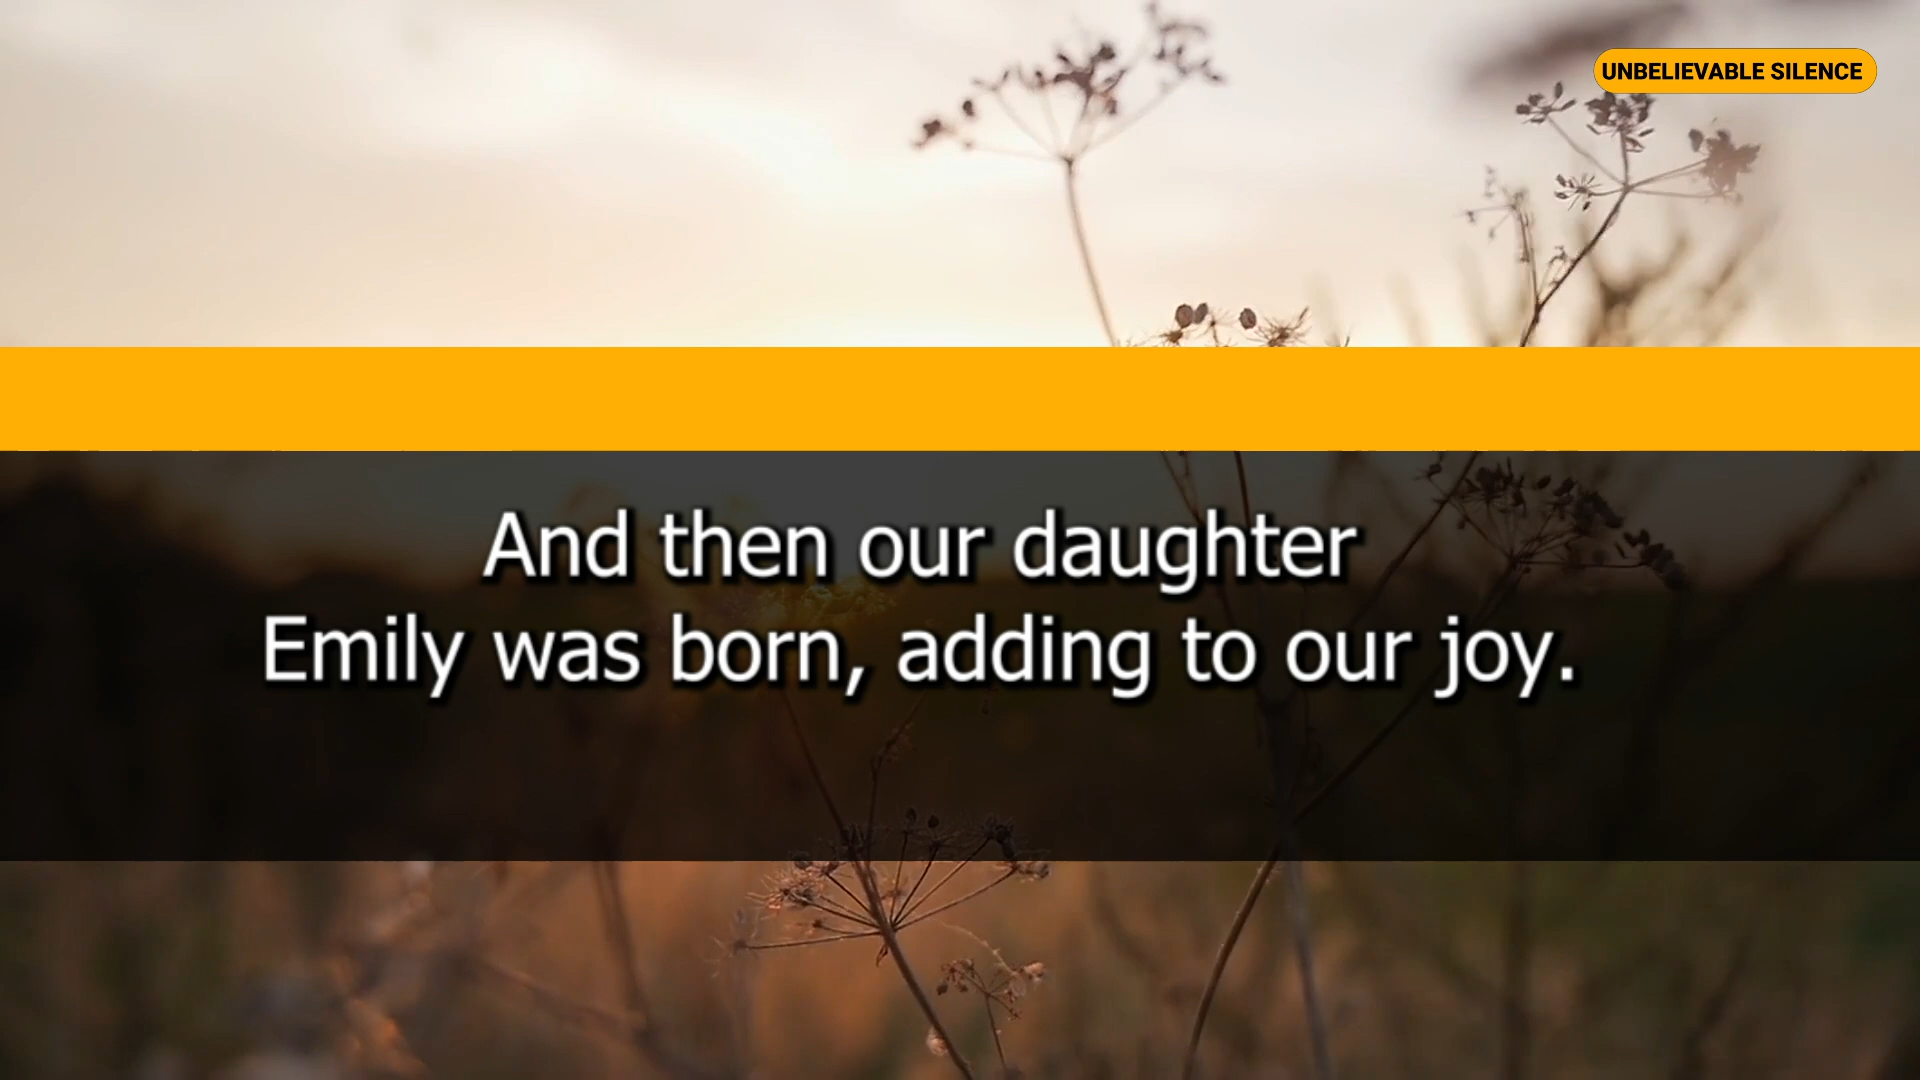 UNBELIEVABLE SILENCE
And then our daughter
Emily was born, adding to our joy.